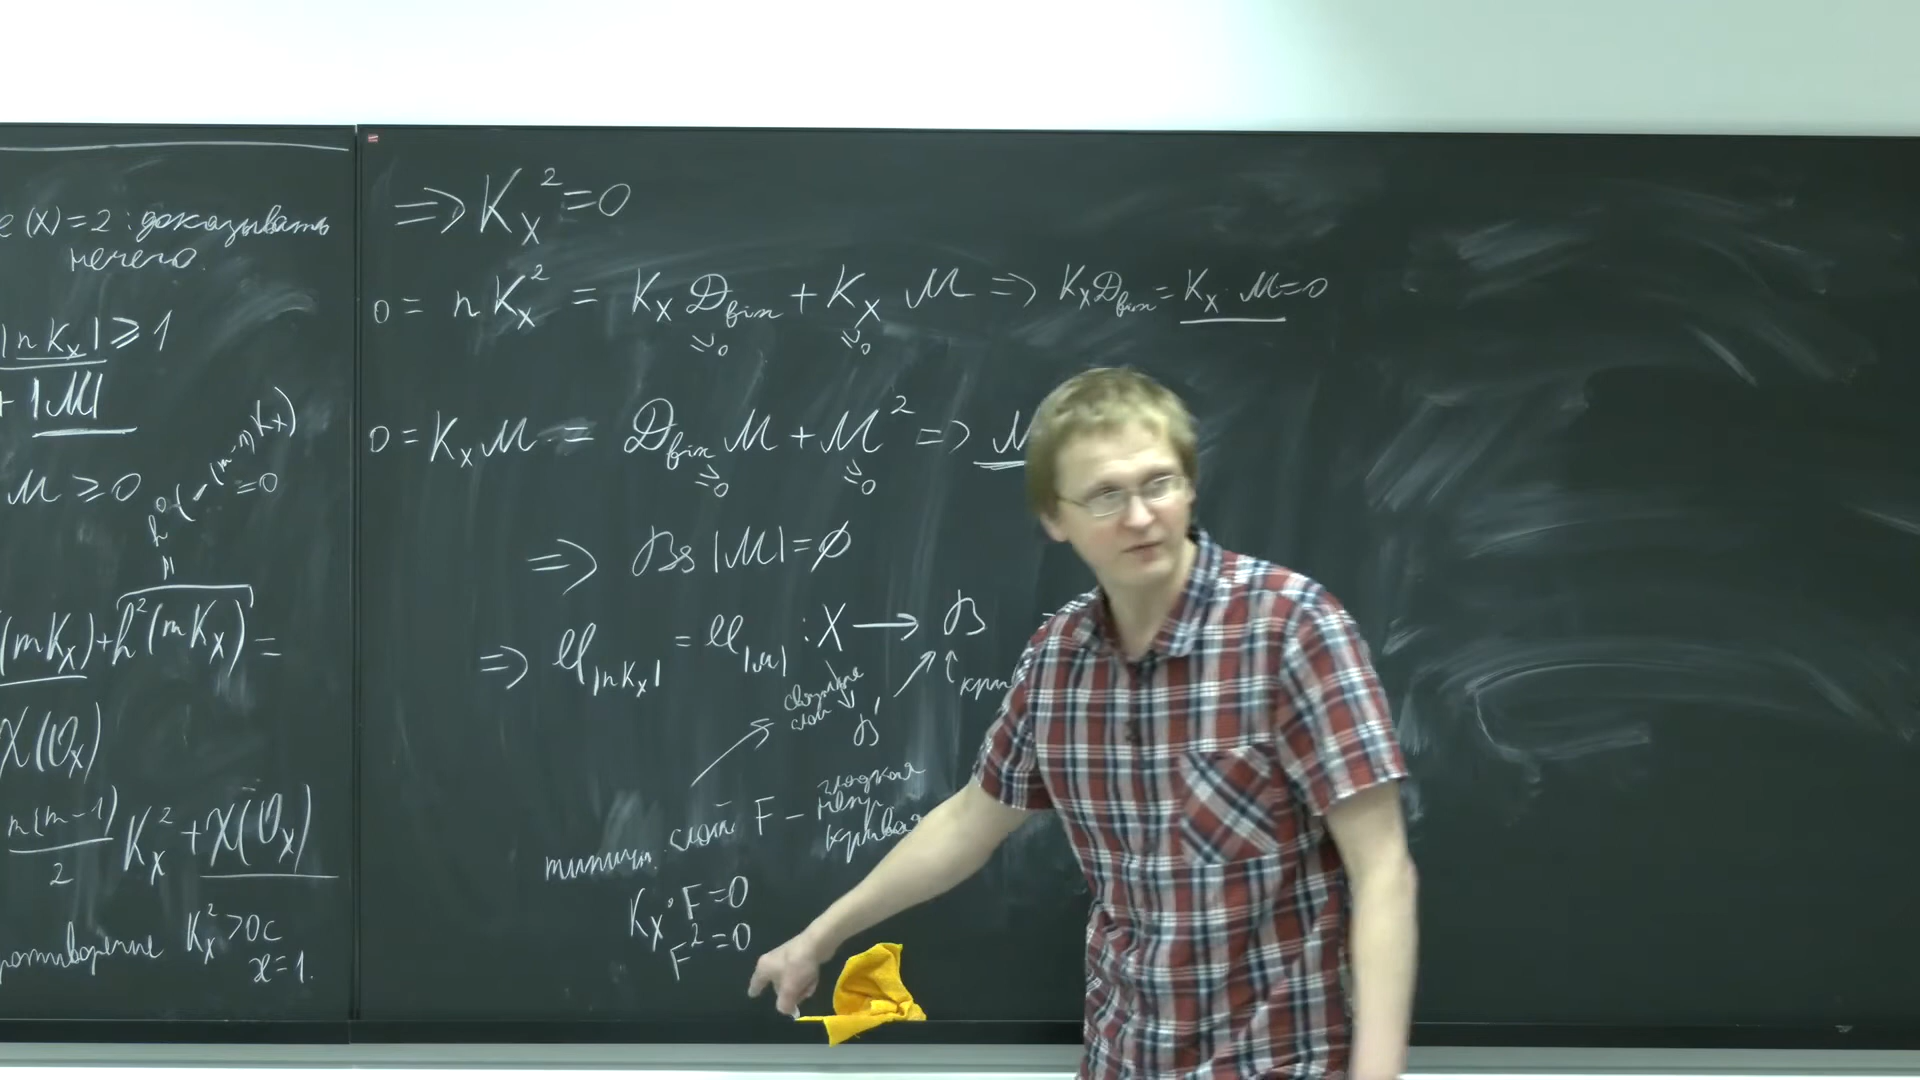 æ(X)=2 : доказывать
нечего.
|nK_X| ≥ 1
+ |M|
M ≥ 0
h^0(-(m-1)K_X)=0
(mK_X)+h^2(mK_X)=
χ(O_X)
m(m-1)/2 K_X^2 + χ(O_X)
K_X^2>0 с
æ=1.
⇒ K_X^2=0
0 = nK_X^2 = K_X D_fix + K_X M ⇒ K_X D_fix = K_X · M=0
≥0 ≥0
0 = K_X M = D_fix M + M^2 ⇒ M
≥0 ≥0
⇒ Bs |M|=∅
⇒ φ_|nK_X| = φ_|M| : X → B
связные
слои
B'
типич. слой F – гладкая
непр.
кривая
K_X · F=0
F^2=0